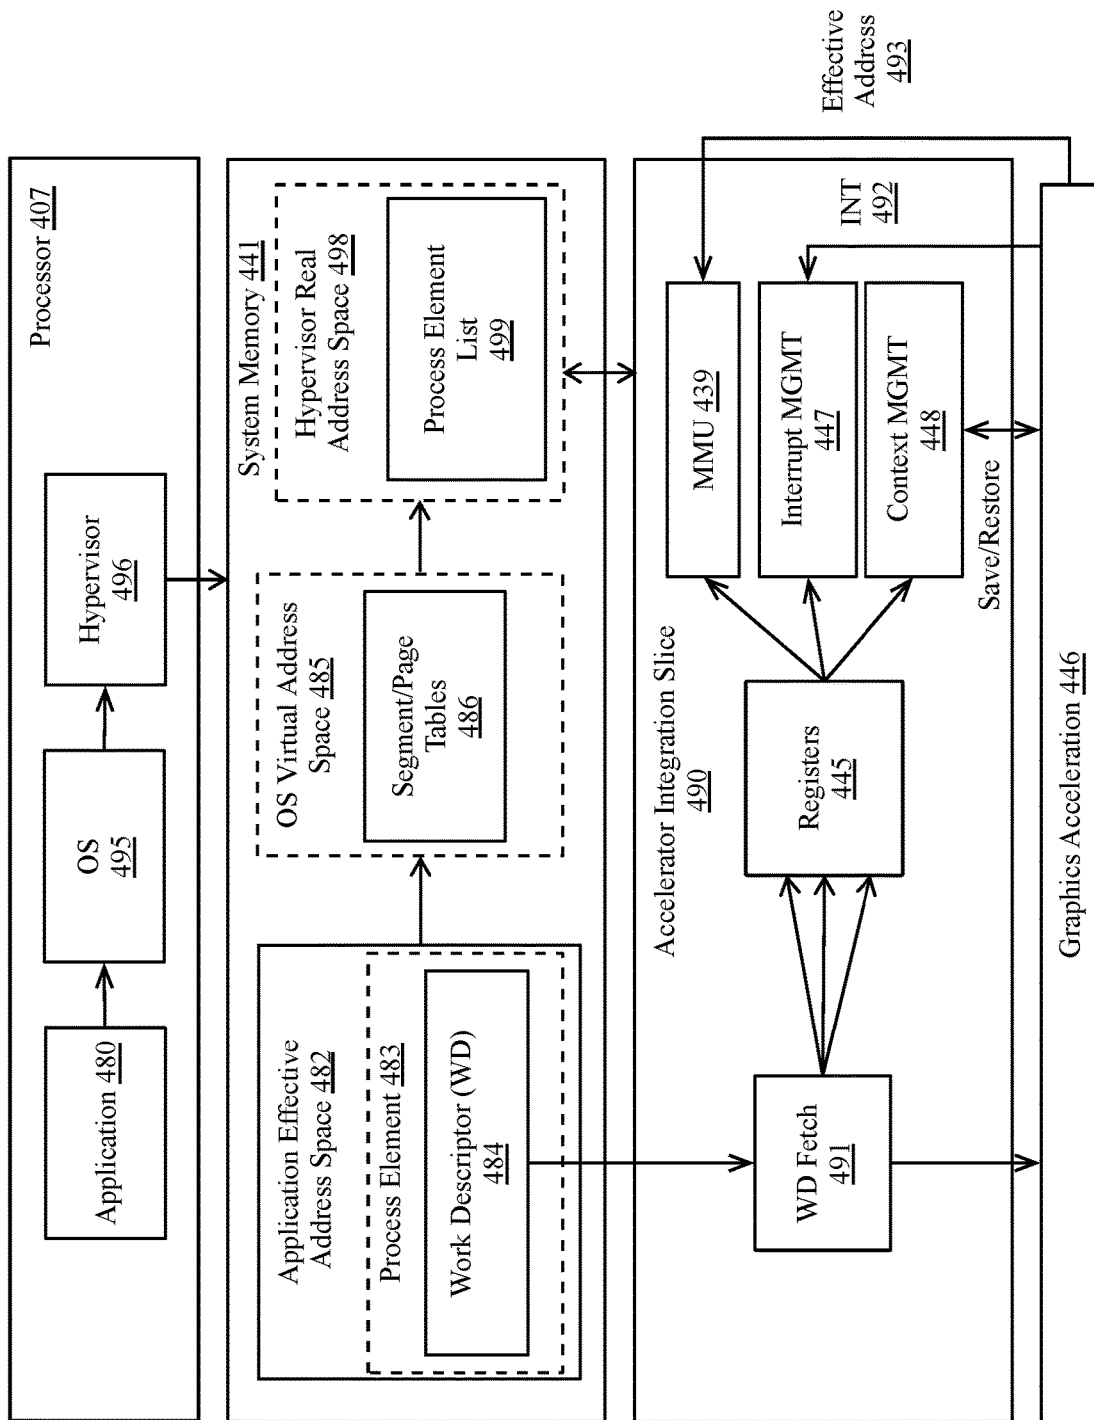 Processor 407
Application 480
OS
495
Hypervisor
496
System Memory 441
Application Effective
Address Space 482
Process Element 483
Work Descriptor (WD)
484
OS Virtual Address
Space 485
Segment/Page
Tables
486
Hypervisor Real
Address Space 498
Process Element
List
499
Accelerator Integration Slice
490
WD Fetch
491
Registers
445
MMU 439
Interrupt MGMT
447
Context MGMT
448
Save/Restore
INT
492
Effective
Address
493
Graphics Acceleration 446